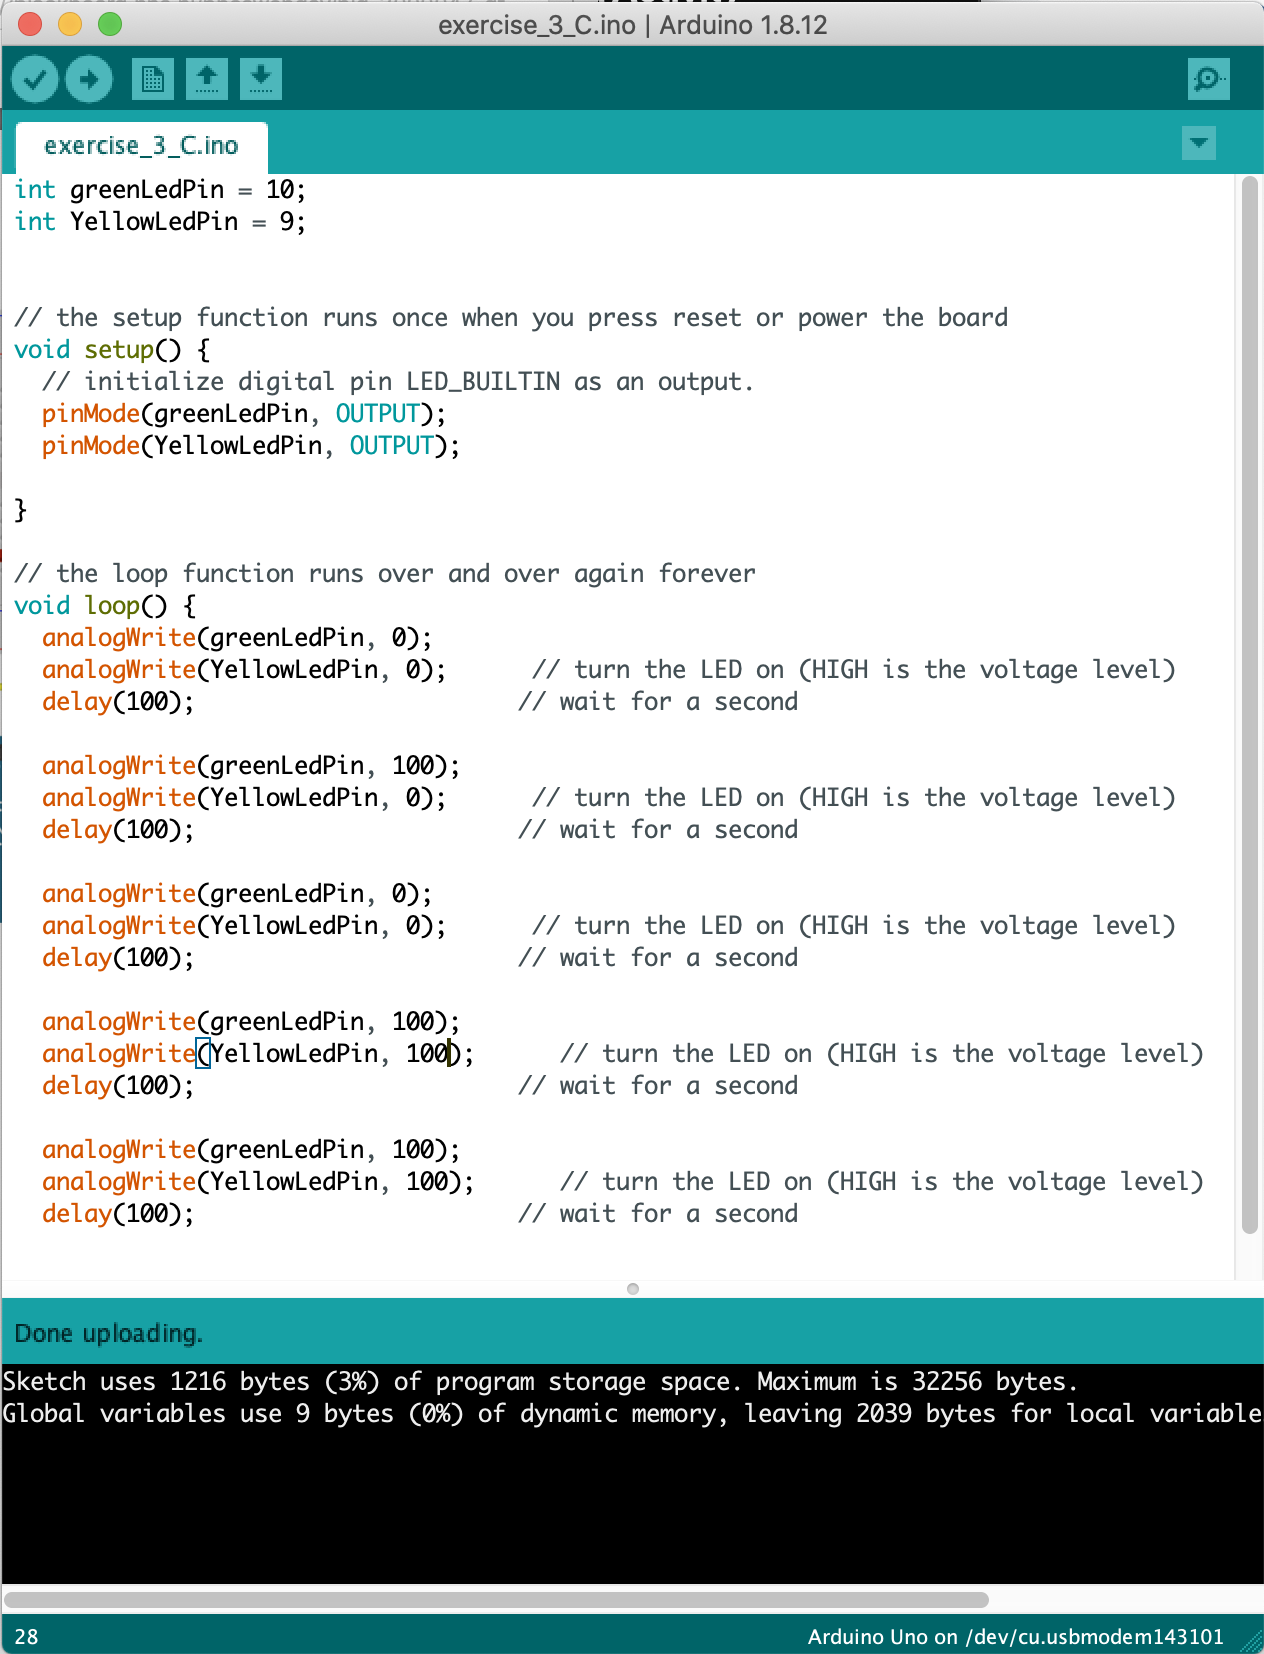 exercise_3_C.ino | Arduino 1.8.12
exercise_3_C.ino
int greenLedPin = 10;
int YellowLedPin = 9;
// the setup function runs once when you press reset or power the board
void setup() {
  // initialize digital pin LED_BUILTIN as an output.
  pinMode(greenLedPin, OUTPUT);
  pinMode(YellowLedPin, OUTPUT);
}
// the loop function runs over and over again forever
void loop() {
  analogWrite(greenLedPin, 0);
  analogWrite(YellowLedPin, 0);      // turn the LED on (HIGH is the voltage level)
  delay(100);                       // wait for a second
  analogWrite(greenLedPin, 100);
  analogWrite(YellowLedPin, 0);      // turn the LED on (HIGH is the voltage level)
  delay(100);                       // wait for a second
  analogWrite(greenLedPin, 0);
  analogWrite(YellowLedPin, 0);      // turn the LED on (HIGH is the voltage level)
  delay(100);                       // wait for a second
  analogWrite(greenLedPin, 100);
  analogWrite(YellowLedPin, 100);      // turn the LED on (HIGH is the voltage level)
  delay(100);                       // wait for a second
  analogWrite(greenLedPin, 100);
  analogWrite(YellowLedPin, 100);      // turn the LED on (HIGH is the voltage level)
  delay(100);                       // wait for a second
Done uploading.
Sketch uses 1216 bytes (3%) of program storage space. Maximum is 32256 bytes.
Global variables use 9 bytes (0%) of dynamic memory, leaving 2039 bytes for local variable
28
Arduino Uno on /dev/cu.usbmodem143101